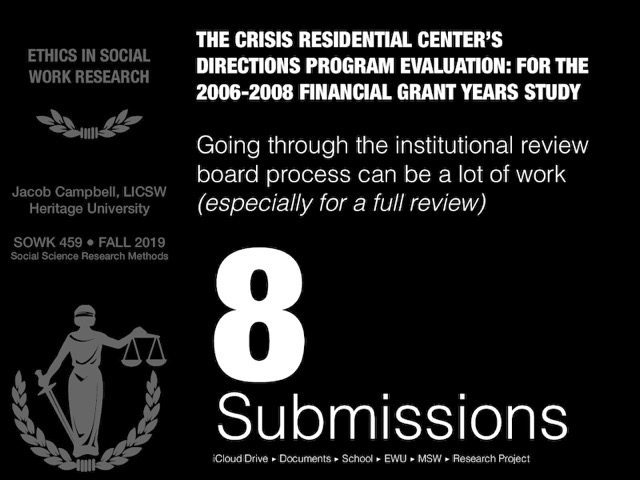 ETHICS IN SOCIAL
WORK RESEARCH
Jacob Campbell, LICSW
Heritage University
SOWK 459 • FALL 2019
Social Science Research Methods
THE CRISIS RESIDENTIAL CENTER'S
DIRECTIONS PROGRAM EVALUATION: FOR THE
2006-2008 FINANCIAL GRANT YEARS STUDY
Going through the institutional review
board process can be a lot of work
(especially for a full review)
8
Submissions
iCloud Drive ▸ Documents ▸ School ▸ EWU ▸ MSW ▸ Research Project